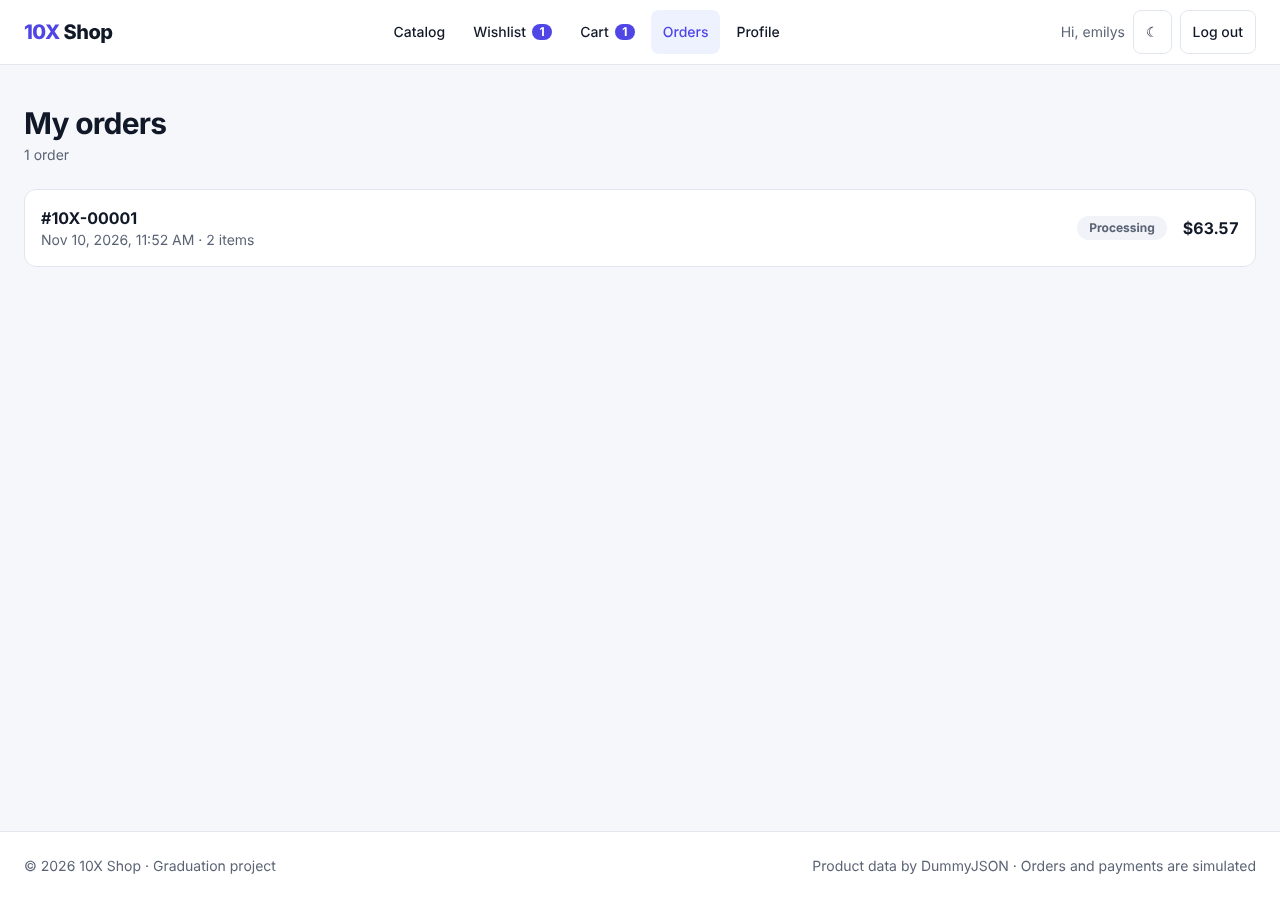 10X Shop
Catalog
Wishlist 1
Cart 1
Orders
Profile
Hi, emilys
☾
Log out
My orders
1 order
#10X-00001
Nov 10, 2026, 11:52 AM · 2 items
Processing
$63.57
© 2026 10X Shop · Graduation project
Product data by DummyJSON · Orders and payments are simulated